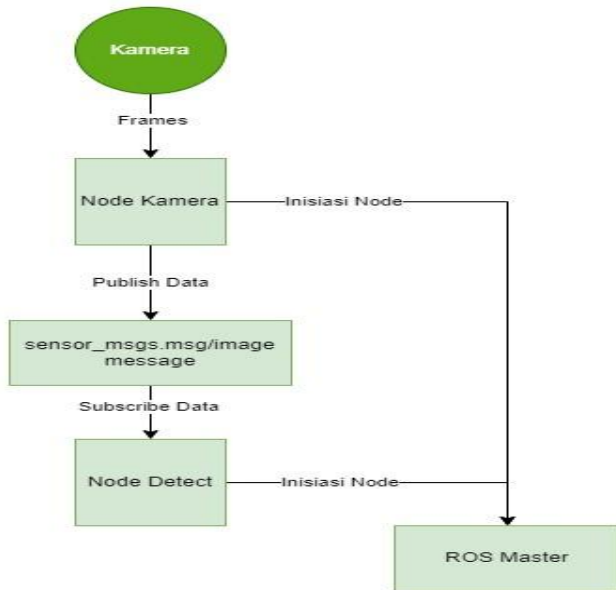 Kamera
Frames
Node Kamera
Inisiasi Node
Publish Data
sensor_msgs.msg/image
message
Subscribe Data
Node Detect
Inisiasi Node
ROS Master